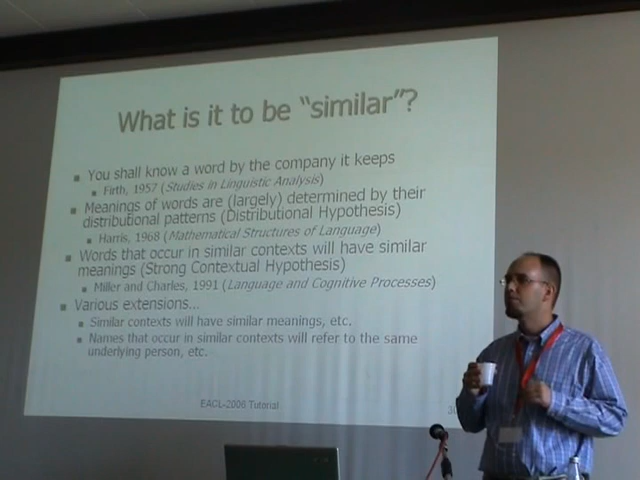 What is it to be "similar"?
You shall know a word by the company it keeps
Firth, 1957 (Studies in Linguistic Analysis)
Meanings of words are (largely) determined by their
distributional patterns (Distributional Hypothesis)
Harris, 1968 (Mathematical Structures of Language)
Words that occur in similar contexts will have similar
meanings (Strong Contextual Hypothesis)
Miller and Charles, 1991 (Language and Cognitive Processes)
Various extensions...
Similar contexts will have similar meanings, etc.
Names that occur in similar contexts will refer to the same
underlying person, etc.
EACL-2006 Tutorial